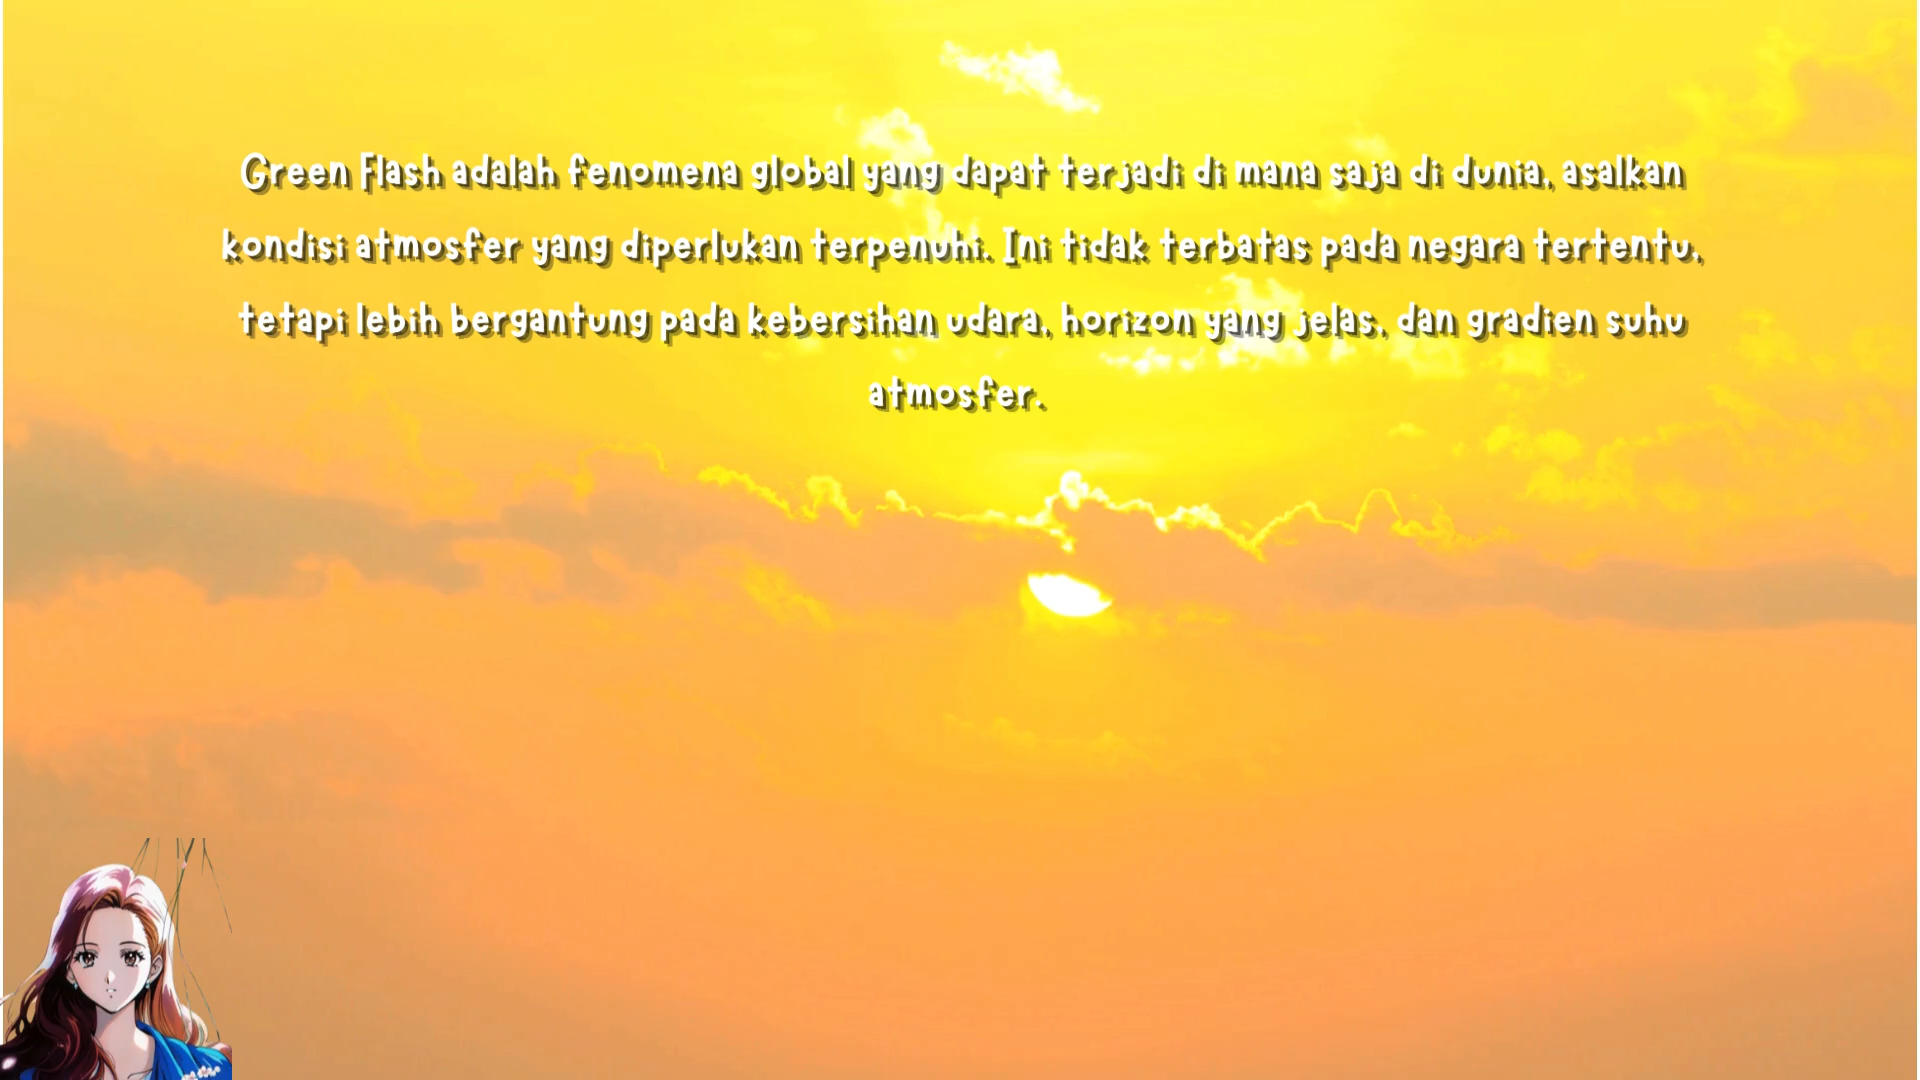 Green Flash adalah fenomena global yang dapat terjadi di mana saja di dunia, asalkan
kondisi atmosfer yang diperlukan terpenuhi. Ini tidak terbatas pada negara tertentu,
tetapi lebih bergantung pada kebersihan udara, horizon yang jelas, dan gradien suhu
atmosfer.